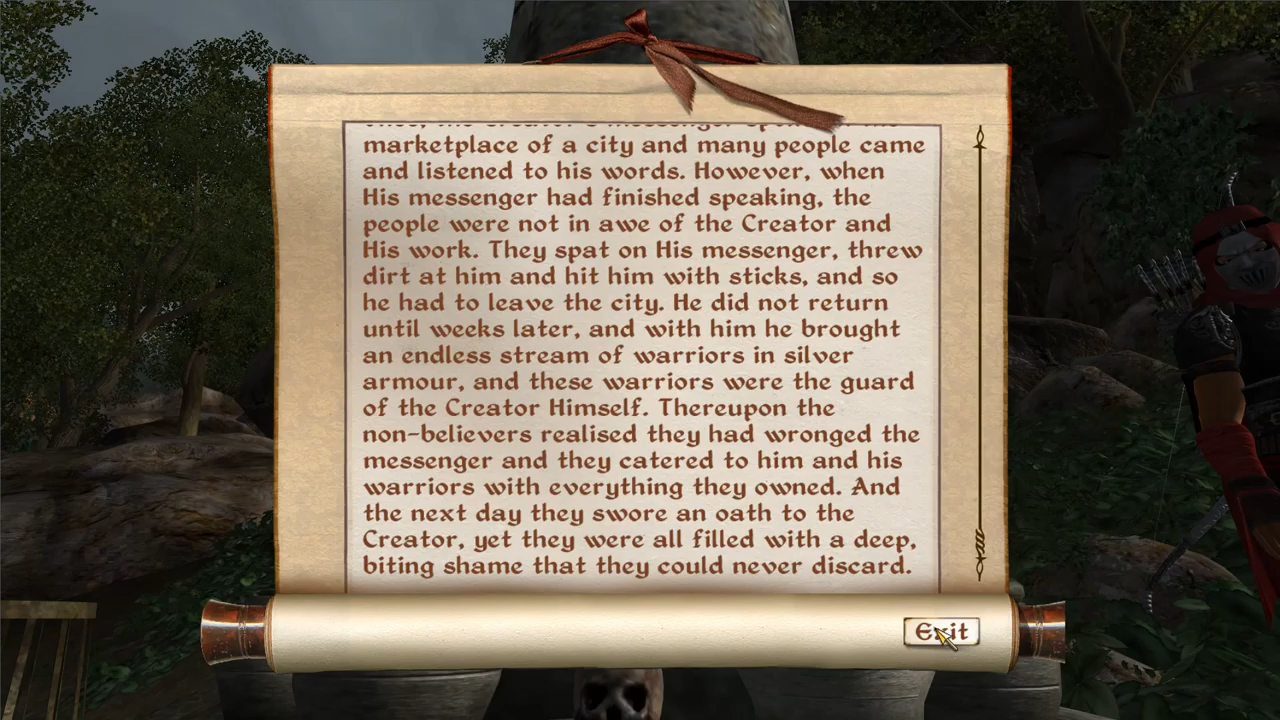 marketplace of a city and many people came
and listened to his words. However, when
His messenger had finished speaking, the
people were not in awe of the Creator and
His work. They spat on His messenger, threw
dirt at him and hit him with sticks, and so
he had to leave the city. He did not return
until weeks later, and with him he brought
an endless stream of warriors in silver
armour, and these warriors were the guard
of the Creator Himself. Thereupon the
non-believers realised they had wronged the
messenger and they catered to him and his
warriors with everything they owned. And
the next day they swore an oath to the
Creator, yet they were all filled with a deep,
biting shame that they could never discard.
Exit